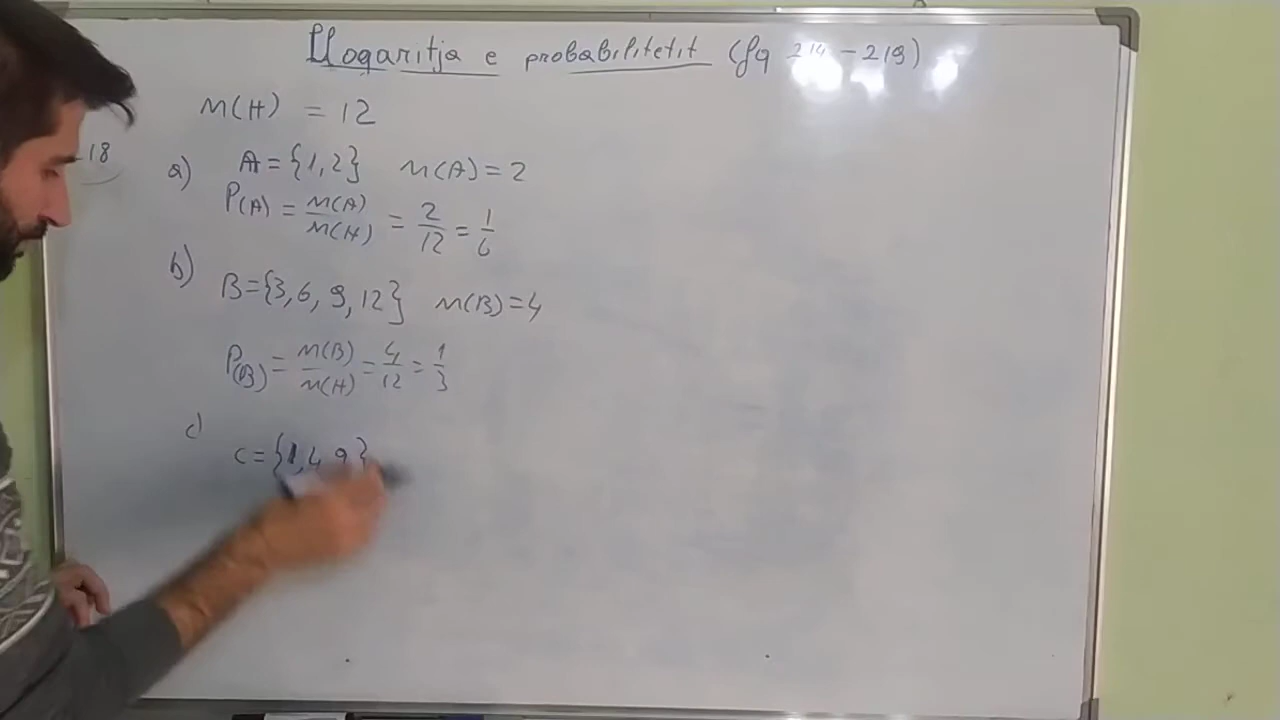 Llogaritja e probabilitetit (fq 214-219)
n(H) = 12
18
a) A={1,2} n(A)=2
P(A) = n(A)/n(H) = 2/12 = 1/6
b) B={3,6,9,12} n(B)=4
P(B) = n(B)/n(H) = 4/12 = 1/3
c)
C={1,4,9}